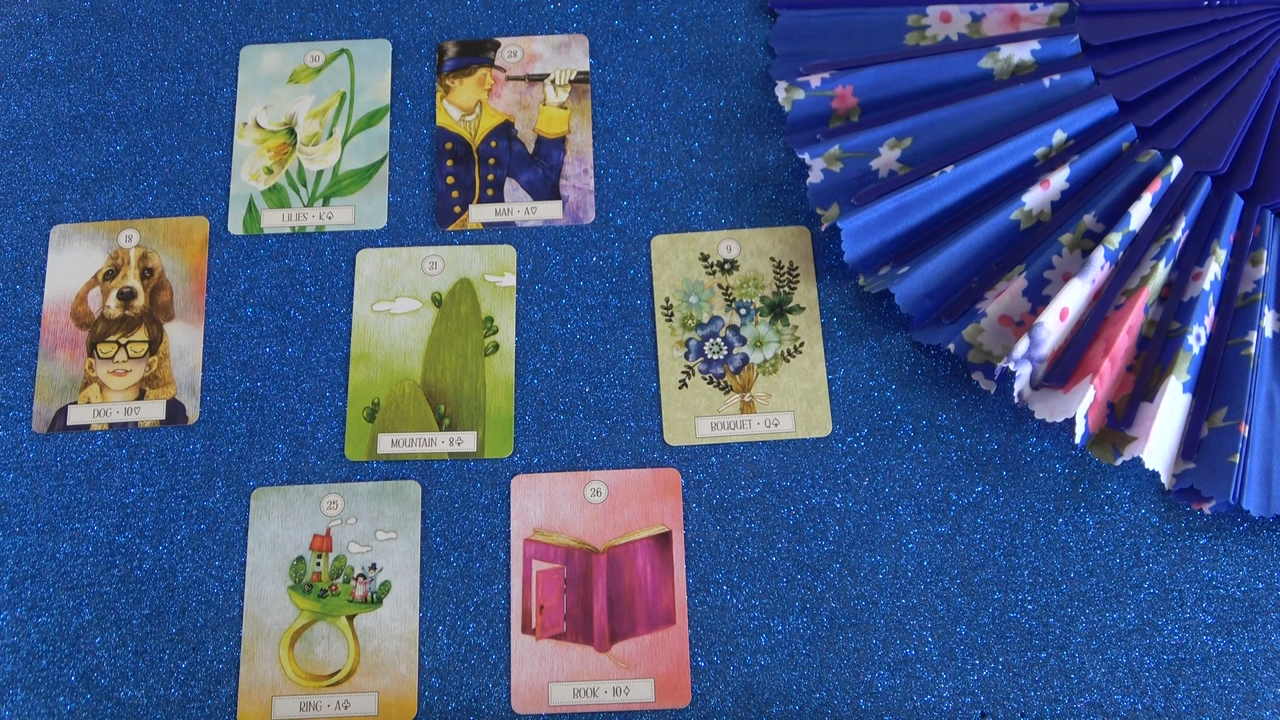 30
LILIES • K♤
28
MAN • A♡
18
DOG • 10♡
21
MOUNTAIN • 8♧
9
BOUQUET • Q♤
25
RING • A♧
26
BOOK • 10♢